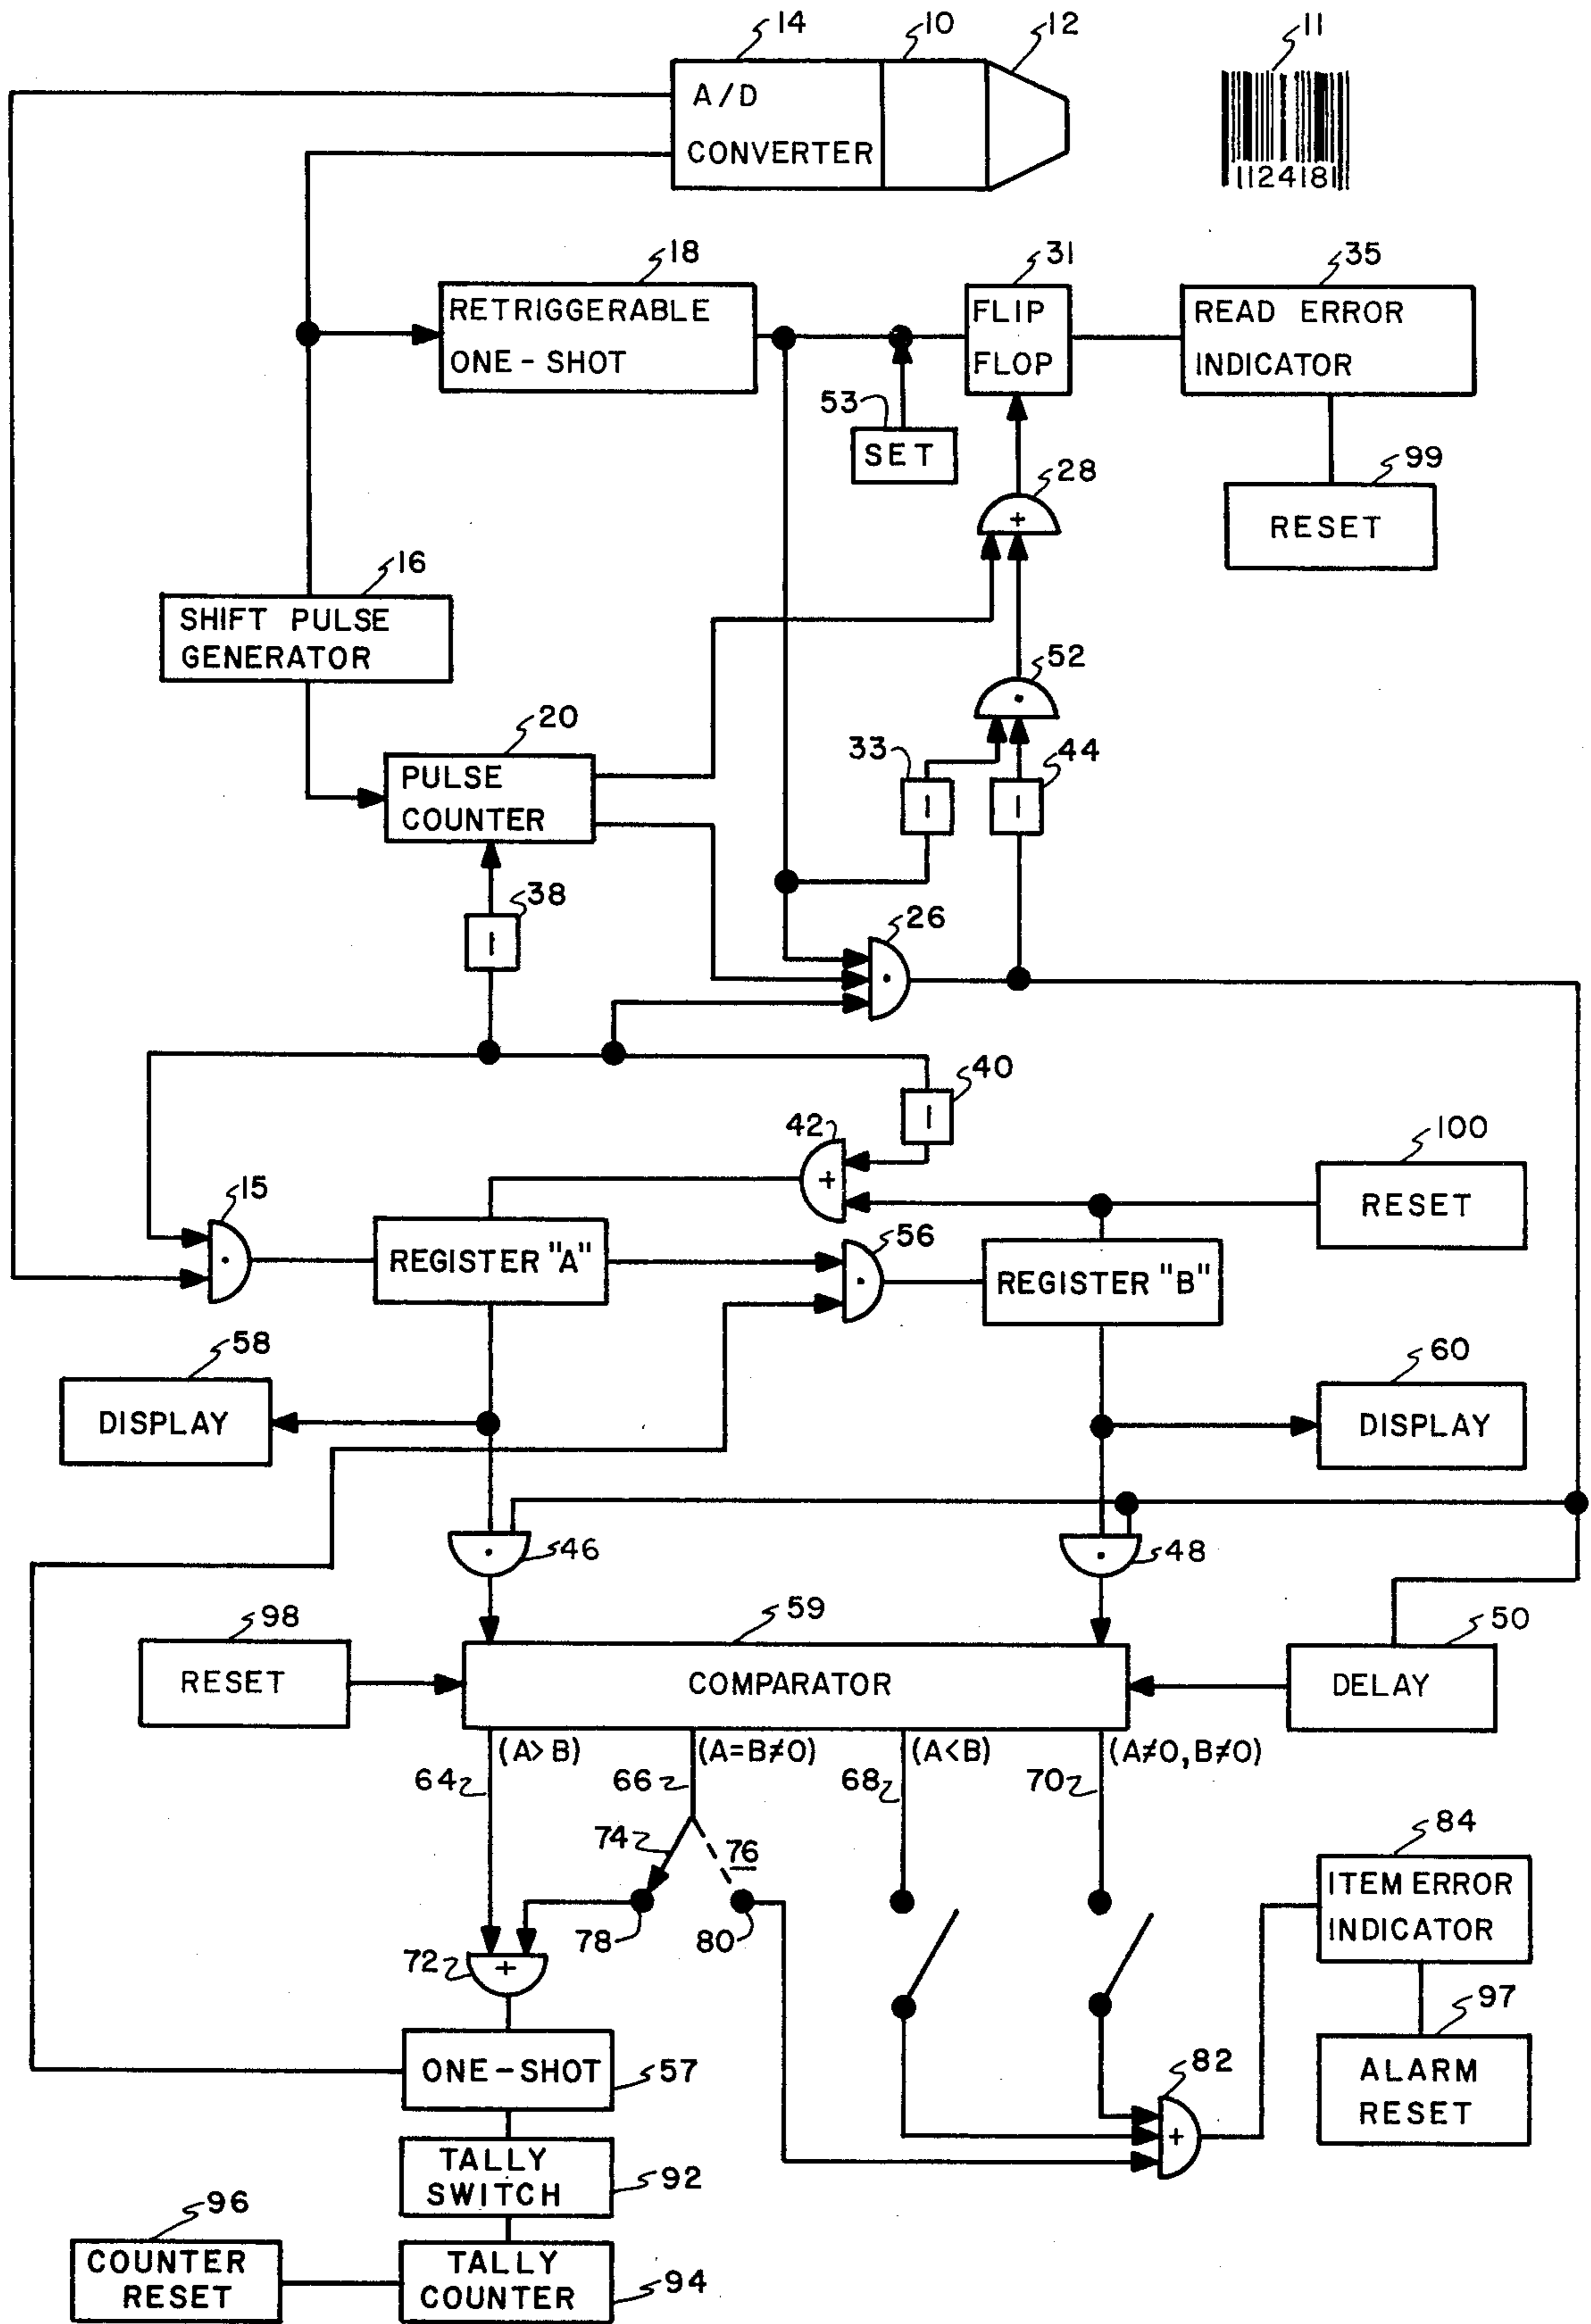 14
10
12
11
A/D
CONVERTER
11124181
18
31
35
RETRIGGERABLE
ONE-SHOT
FLIP
FLOP
READ ERROR
INDICATOR
53
SET
99
28
+
RESET
16
SHIFT PULSE
GENERATOR
52
20
33
44
PULSE
COUNTER
I
I
38
26
I
40
I
42
100
+
RESET
15
56
REGISTER "A"
REGISTER "B"
58
60
DISPLAY
DISPLAY
46
48
98
59
50
RESET
COMPARATOR
DELAY
(A>B)
(A=B≠0)
(A<B)
(A≠0, B≠0)
64
66
68
70
84
74
76
ITEM ERROR
INDICATOR
78
80
72
+
97
ONE-SHOT
57
82
ALARM
RESET
+
TALLY
SWITCH
92
96
COUNTER
RESET
TALLY
COUNTER
94